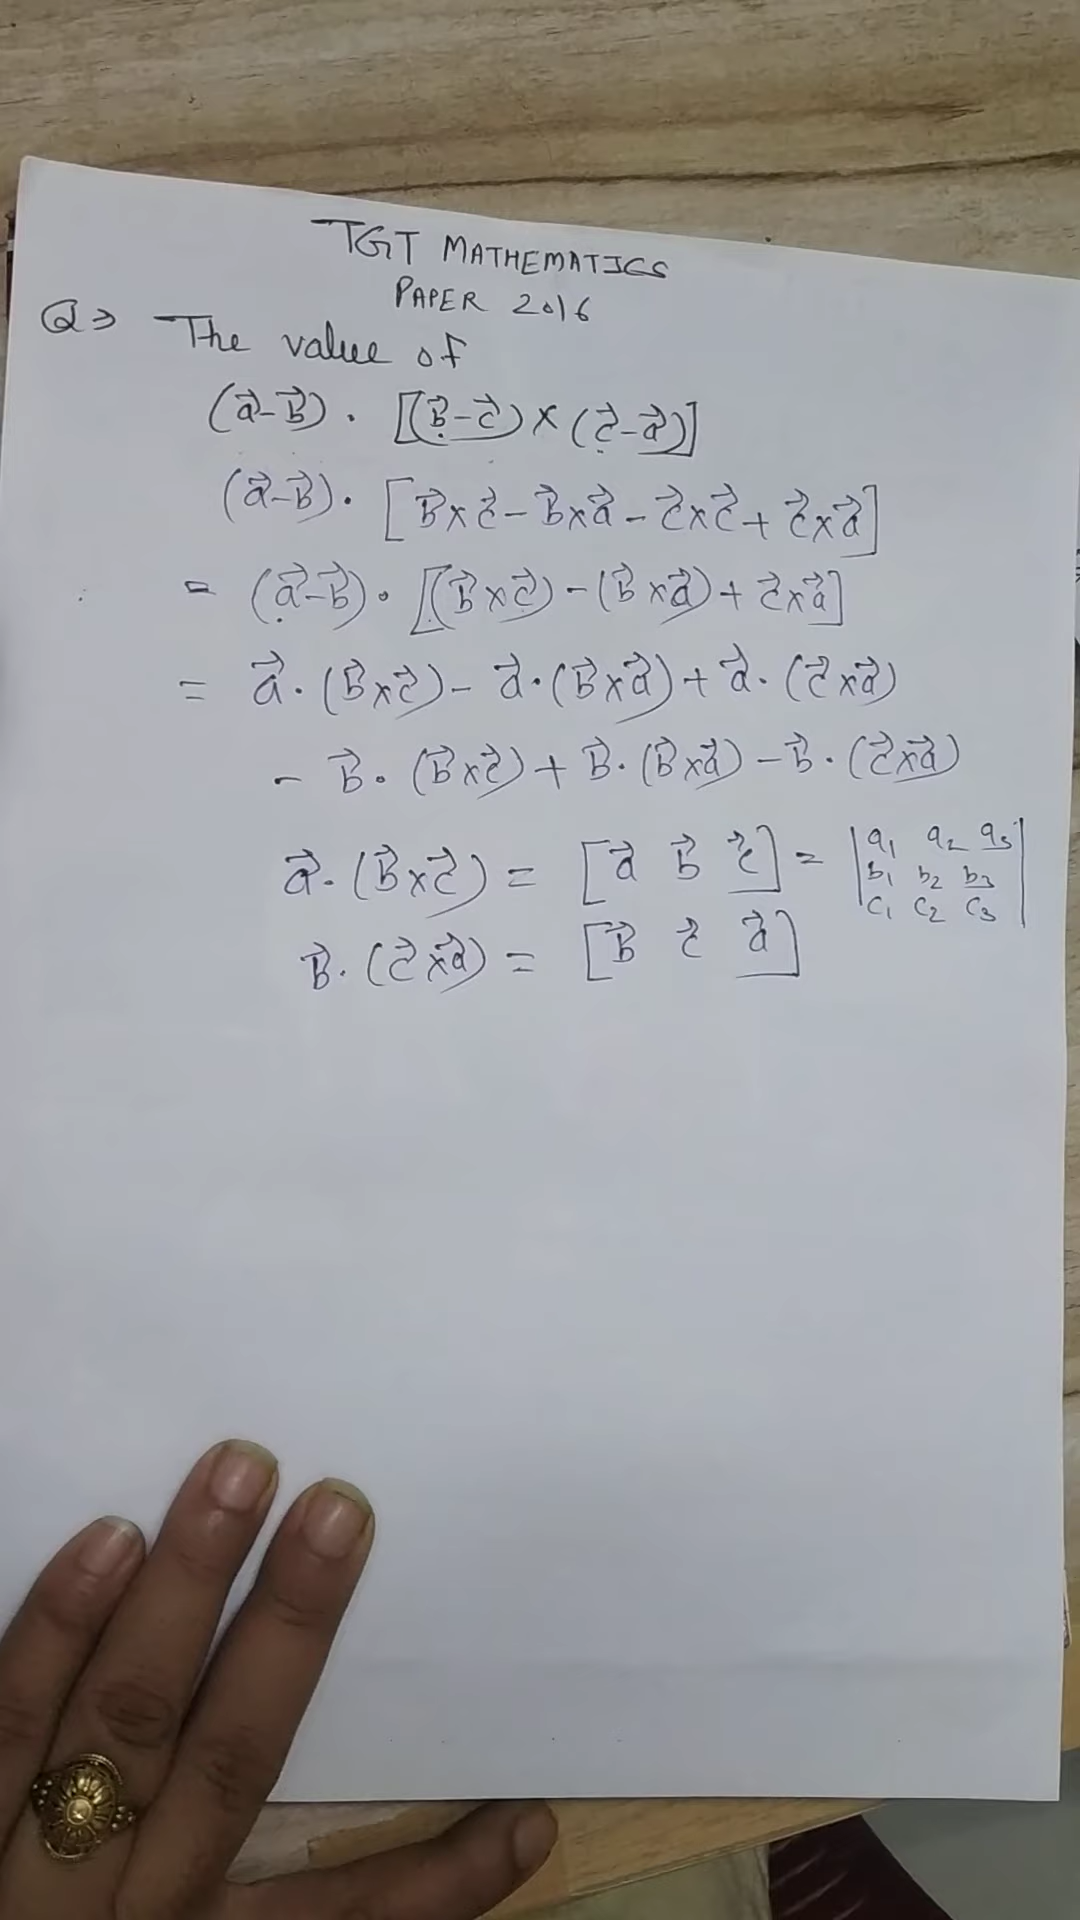 TGT MATHEMATICS
PAPER 2016
Q⇒ The value of
(a⃗-b⃗). [(b⃗-c⃗)×(c⃗-a⃗)]
(a⃗-b⃗). [b⃗×c⃗-b⃗×a⃗-c⃗×c⃗+c⃗×a⃗]
= (a⃗-b⃗). [(b⃗×c⃗)-(b⃗×a⃗)+c⃗×a⃗]
= a⃗.(b⃗×c⃗)-a⃗.(b⃗×a⃗)+a⃗.(c⃗×a⃗)
- b⃗.(b⃗×c⃗)+b⃗.(b⃗×a⃗)-b⃗.(c⃗×a⃗)
a⃗.(b⃗×c⃗) = [a⃗ b⃗ c⃗] = |a₁ a₂ a₃|
|b₁ b₂ b₃|
|c₁ c₂ c₃|
b⃗.(c⃗×a⃗) = [b⃗ c⃗ a⃗]